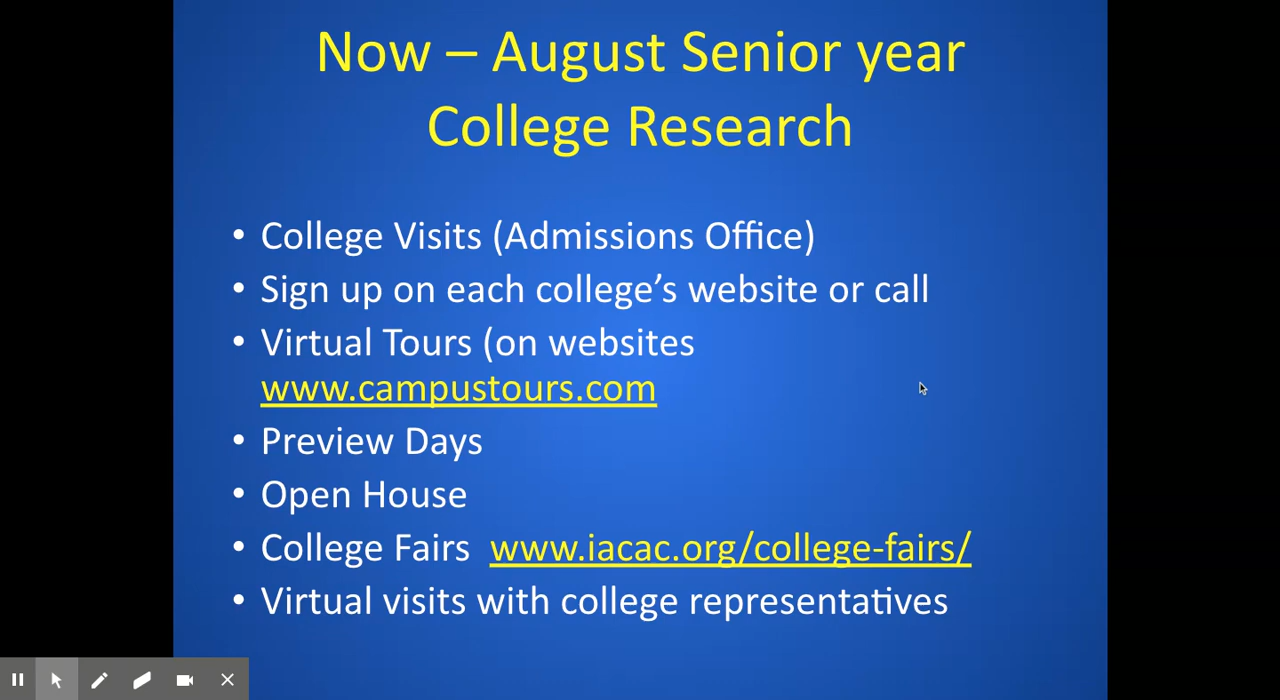 Now – August Senior year
College Research
• College Visits (Admissions Office)
• Sign up on each college’s website or call
• Virtual Tours (on websites
www.campustours.com
• Preview Days
• Open House
• College Fairs www.iacac.org/college-fairs/
• Virtual visits with college representatives